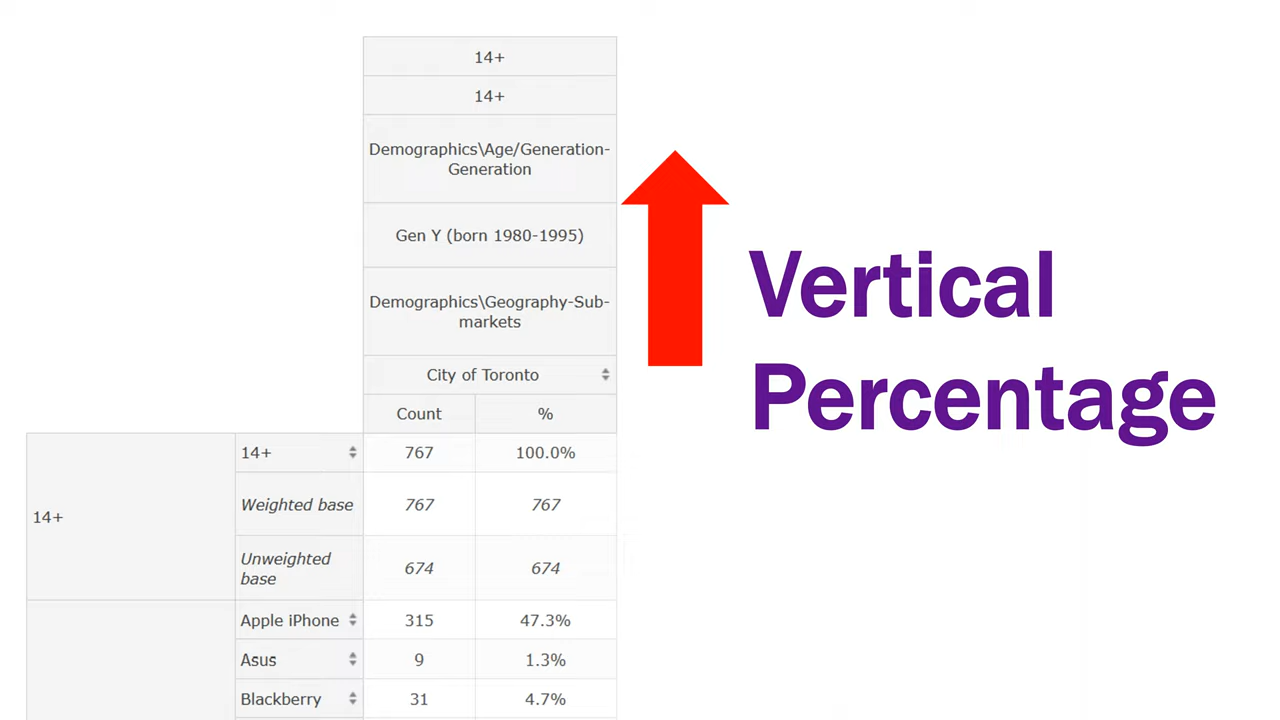 14+
14+
Demographics\Age/Generation-
Generation
Gen Y (born 1980-1995)
Demographics\Geography-Sub-
markets
City of Toronto
Count %
14+ 14+ 767 100.0%
Weighted base 767 767
Unweighted
base 674 674
Apple iPhone 315 47.3%
Asus 9 1.3%
Blackberry 31 4.7%
Vertical
Percentage